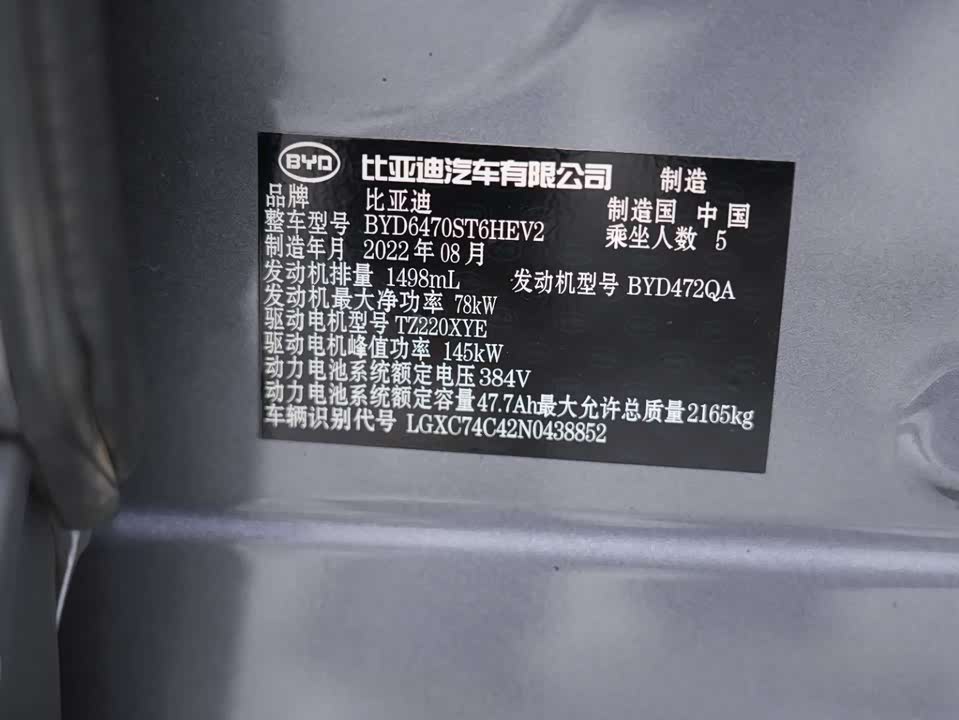 BYD 比亚迪汽车有限公司 制造
品牌 比亚迪 制造国 中国
整车型号 BYD6470ST6HEV2 乘坐人数 5
制造年月 2022年08月
发动机排量 1498mL 发动机型号 BYD472QA
发动机最大净功率 78kW
驱动电机型号 TZ220XYE
驱动电机峰值功率 145kW
动力电池系统额定电压 384V
动力电池系统额定容量 47.7Ah 最大允许总质量 2165kg
车辆识别代号 LGXC74C42N0438852